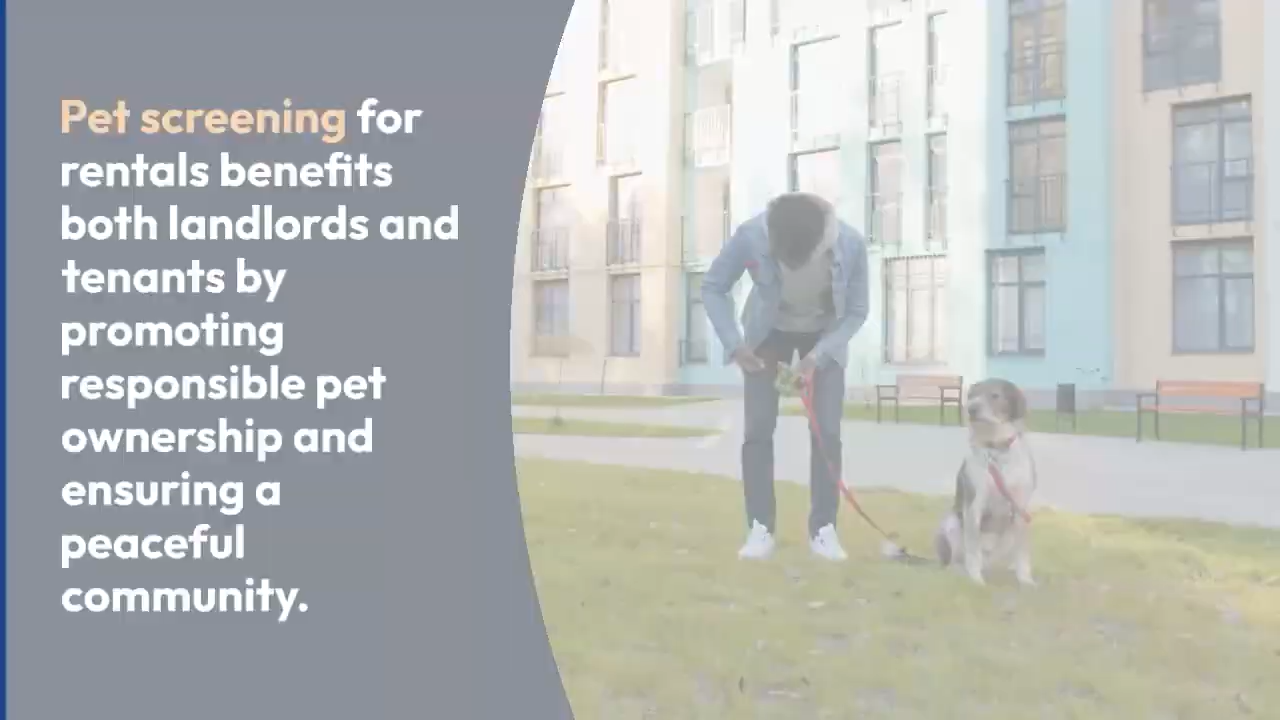 Pet screening for
rentals benefits
both landlords and
tenants by
promoting
responsible pet
ownership and
ensuring a
peaceful
community.